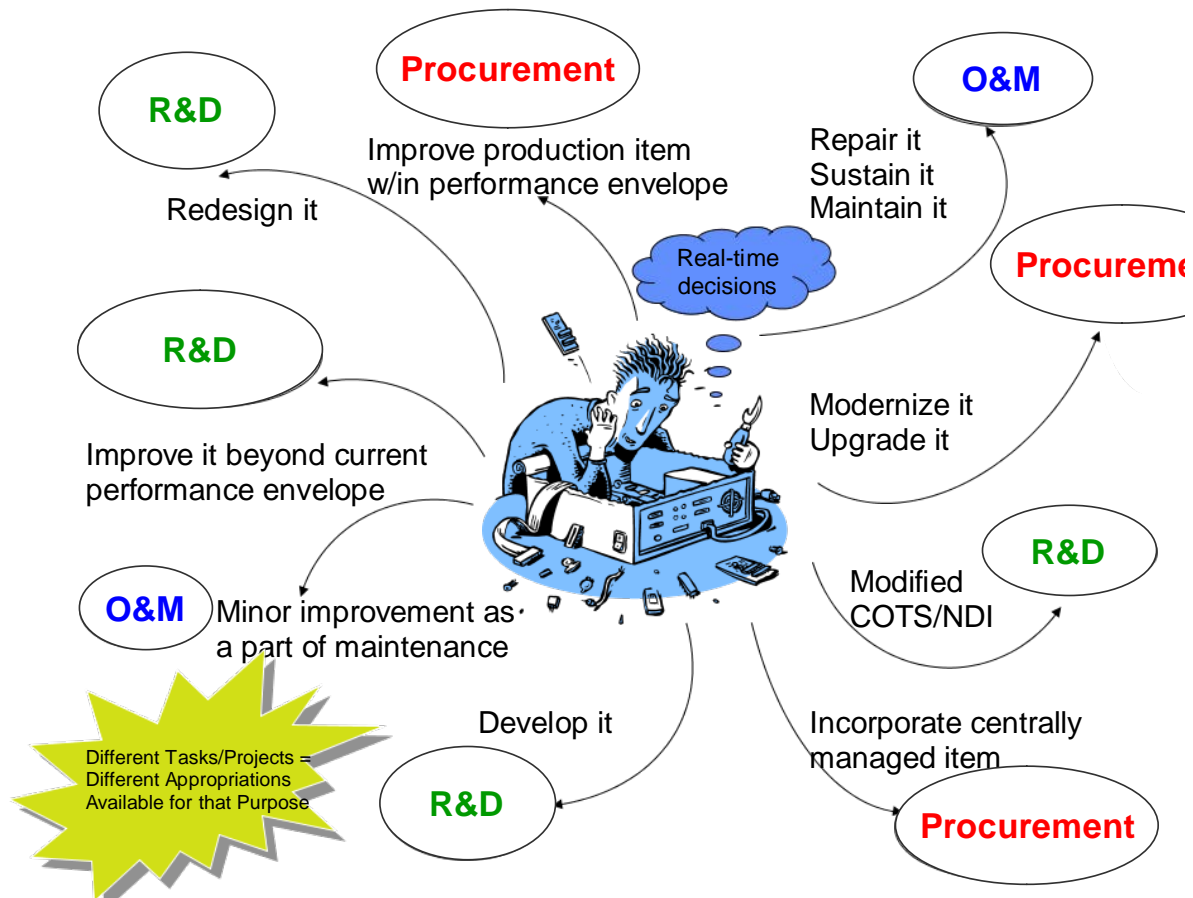 Procurement
O&M
R&D
Repair it
Sustain it
Maintain it
Improve production item
w/in performance envelope
Redesign it
Real-time
decisions
Procureme
R&D
Modernize it
Upgrade it
Improve it beyond current
performance envelope
R&D
Modified
COTS/NDI
O&M
Minor improvement as
a part of maintenance
Develop it
Incorporate centrally
managed item
Different Tasks/Projects =
Different Appropriations
Available for that Purpose
R&D
Procurement